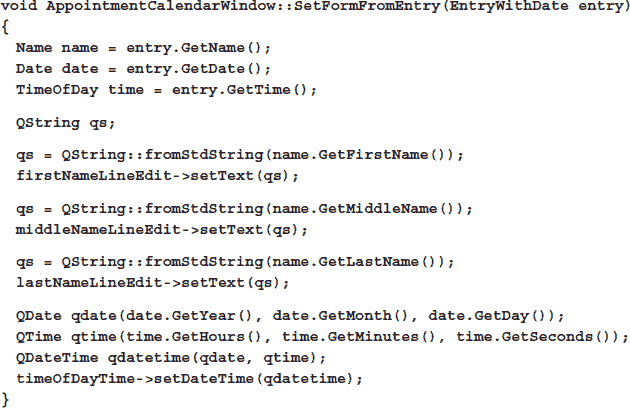 void AppointmentCalendarWindow::SetFormFromEntry(EntryWithDate entry)
{
  Name name = entry.GetName();
  Date date = entry.GetDate();
  TimeOfDay time = entry.GetTime();
  QString qs;
  qs = QString::fromStdString(name.GetFirstName());
  firstNameLineEdit->setText(qs);
  qs = QString::fromStdString(name.GetMiddleName());
  middleNameLineEdit->setText(qs);
  qs = QString::fromStdString(name.GetLastName());
  lastNameLineEdit->setText(qs);
  QDate qdate(date.GetYear(), date.GetMonth(), date.GetDay());
  QTime qtime(time.GetHours(), time.GetMinutes(), time.GetSeconds());
  QDateTime qdatetime(qdate, qtime);
  timeOfDayTime->setDateTime(qdatetime);
}